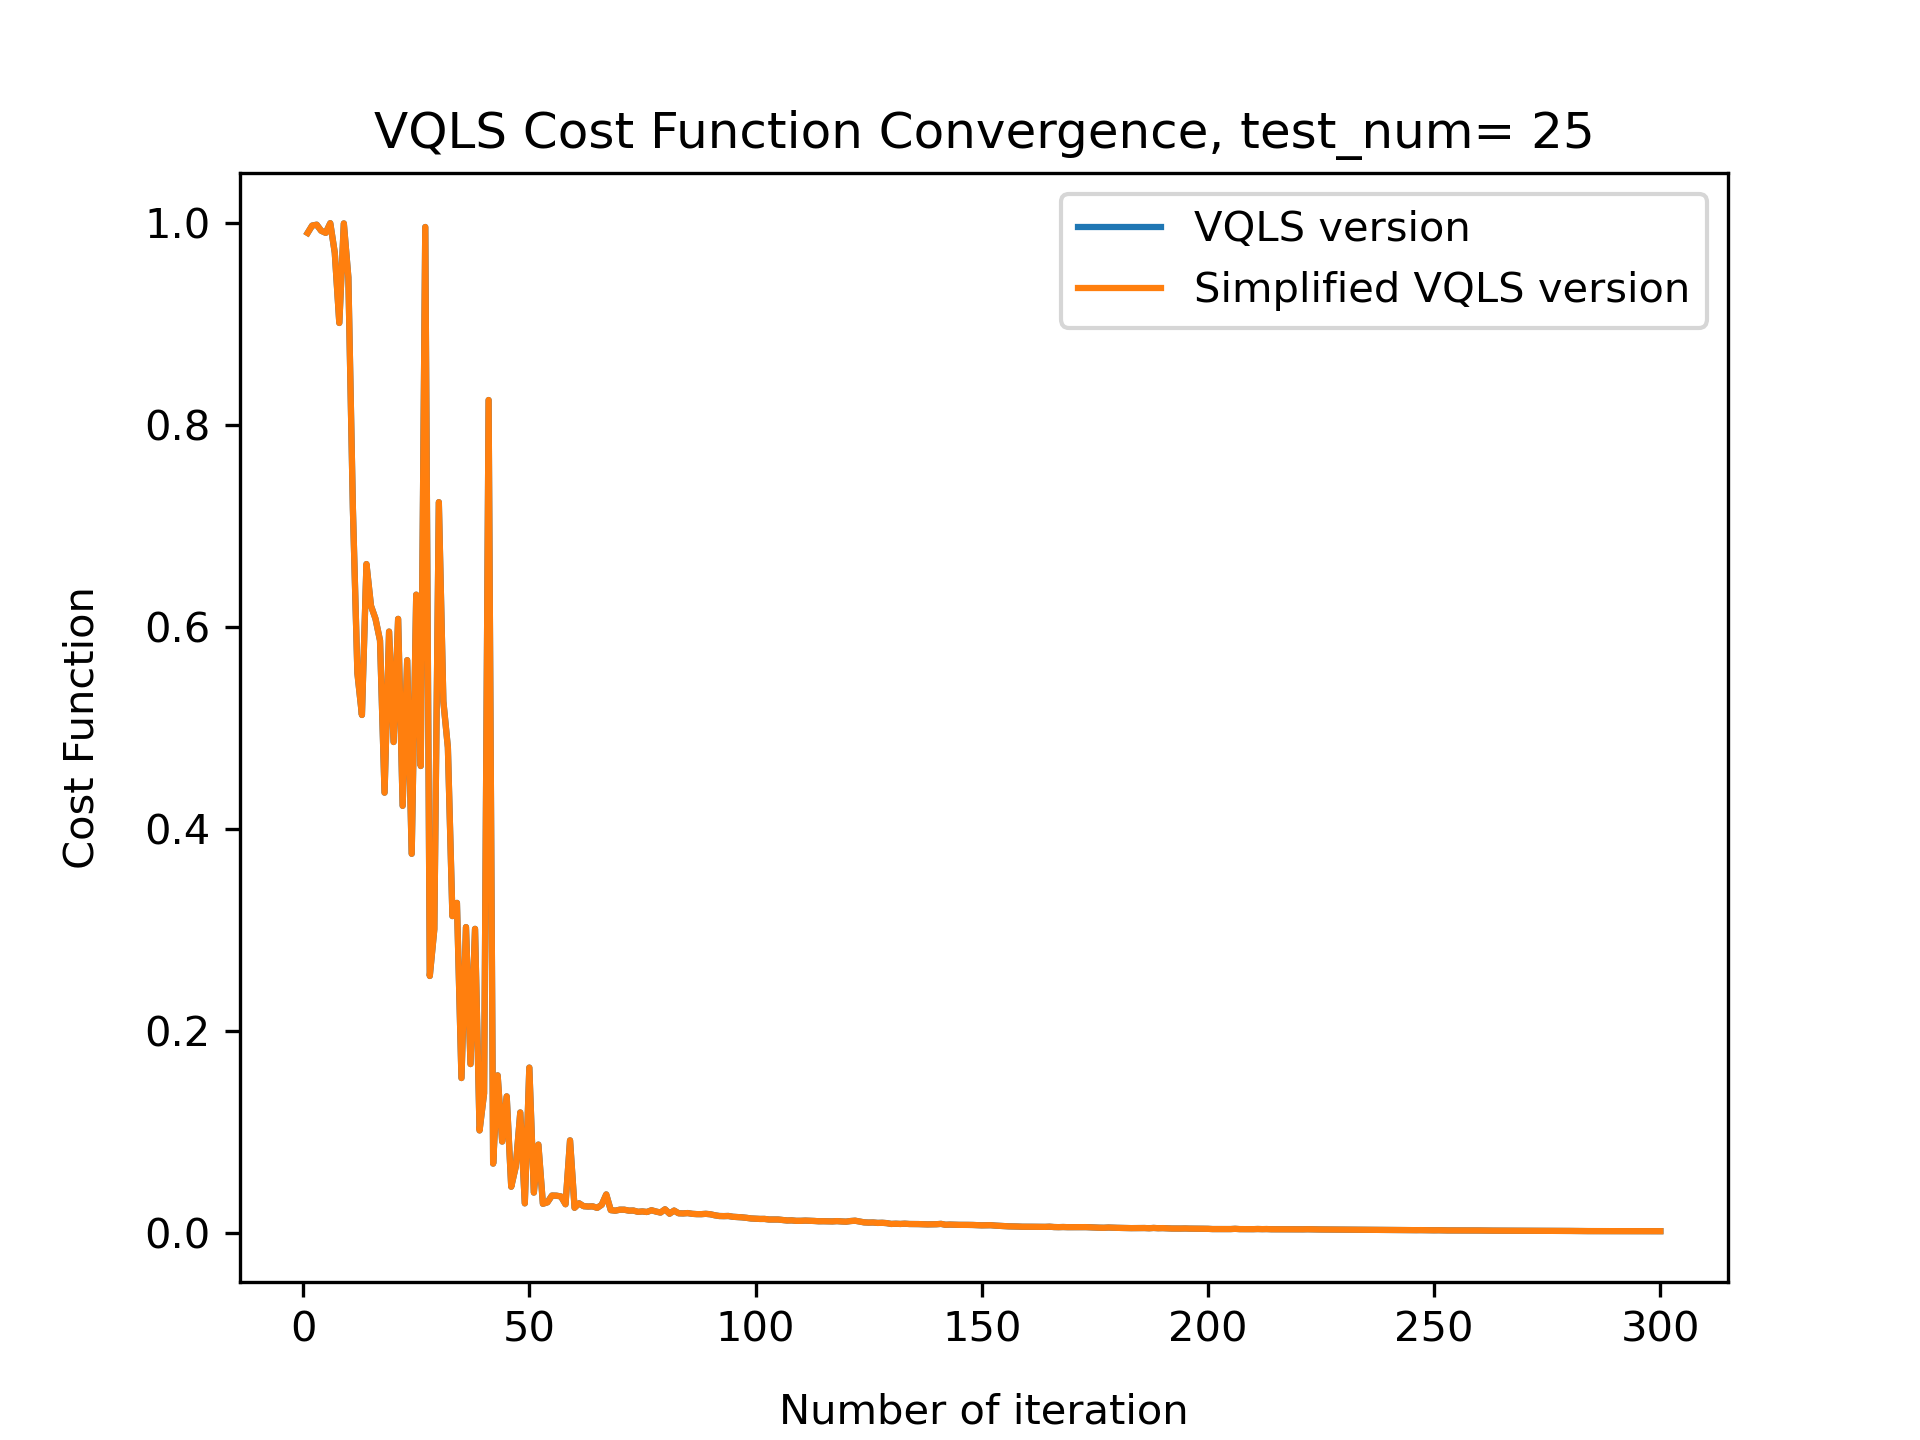 VQLS Cost Function Convergence, test_num= 25
VQLS version
Simplified VQLS version
1.0
0.8
0.6
0.4
0.2
0.0
Cost Function
0 50 100 150 200 250 300
Number of iteration